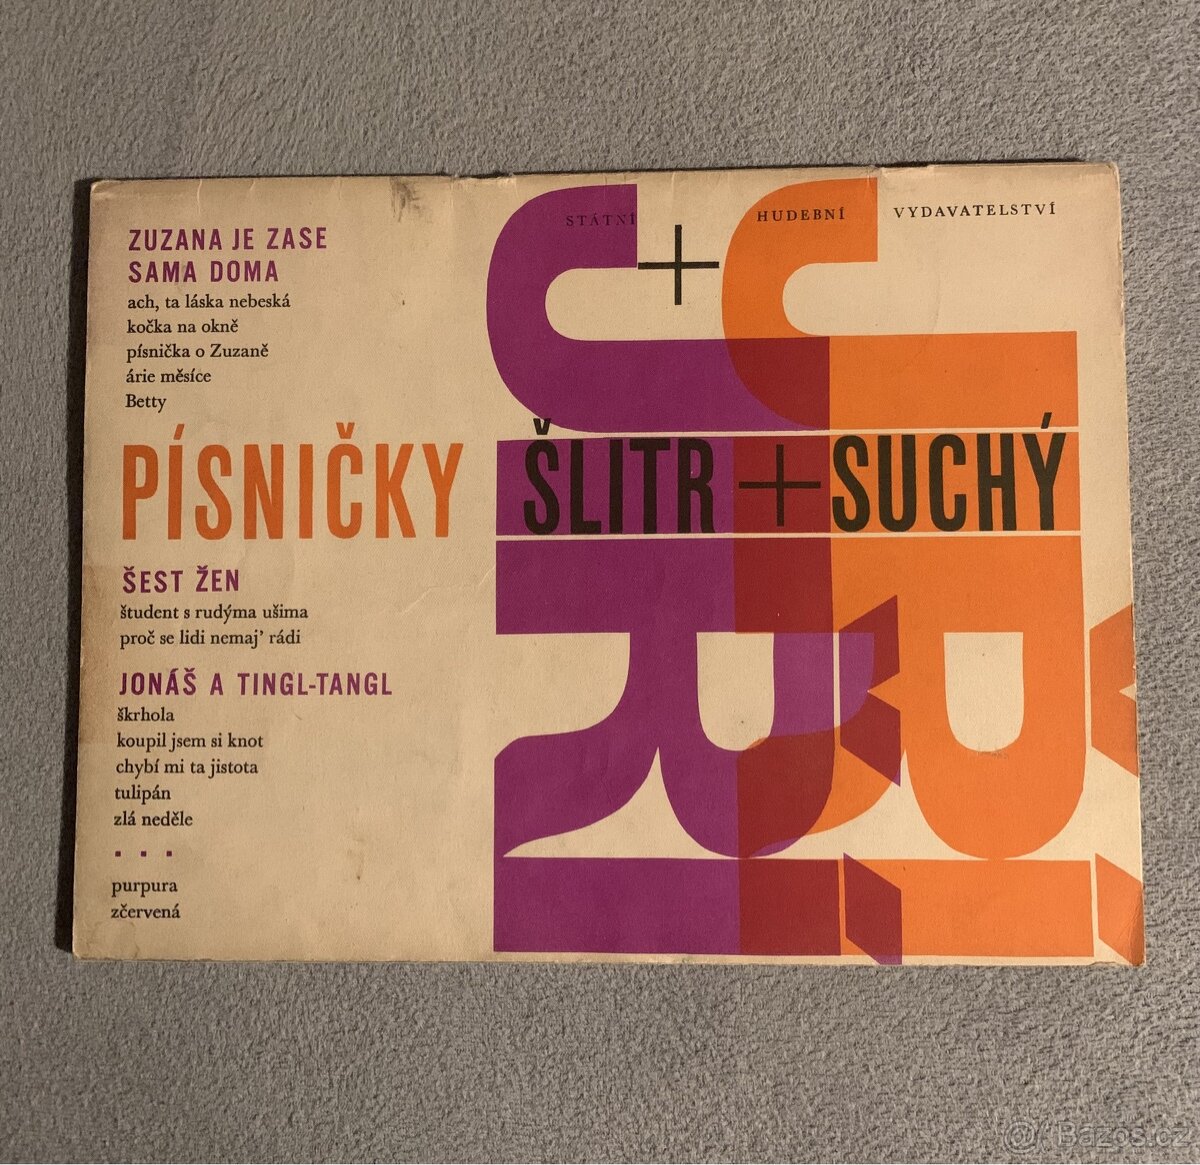 STÁTNÍ HUDEBNÍ VYDAVATELSTVÍ
ZUZANA JE ZASE
SAMA DOMA
ach, ta láska nebeská
kočka na okně
písnička o Zuzaně
árie měsíce
Betty
PÍSNIČKY ŠLITR + SUCHÝ
ŠEST ŽEN
študent s rudýma ušima
proč se lidi nemaj' rádi
JONÁŠ A TINGL-TANGL
škrhola
koupil jsem si knot
chybí mi ta jistota
tulipán
zlá neděle
...
purpura
zčervená
@ Bazos.cz